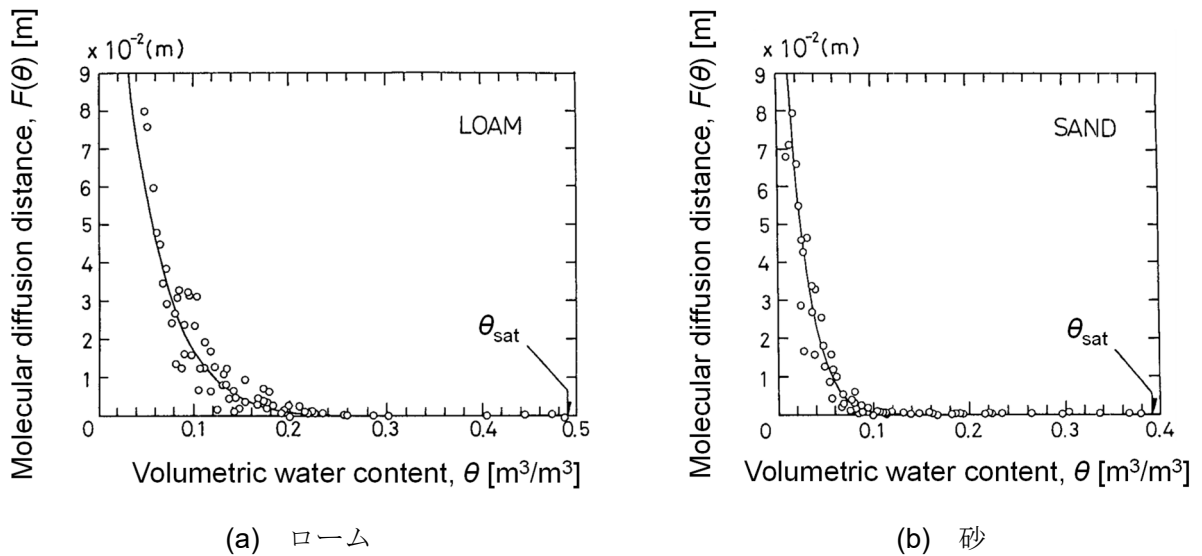 Molecular diffusion distance, F(θ) [m]
x 10⁻²(m)
9
8
7
6
5
4
3
2
1
LOAM
θsat
0 0.1 0.2 0.3 0.4 0.5
Volumetric water content, θ [m³/m³]
(a) ローム
Molecular diffusion distance, F(θ) [m]
x 10⁻²(m)
9
8
7
6
5
4
3
2
1
SAND
θsat
0 0.1 0.2 0.3 0.4
Volumetric water content, θ [m³/m³]
(b) 砂